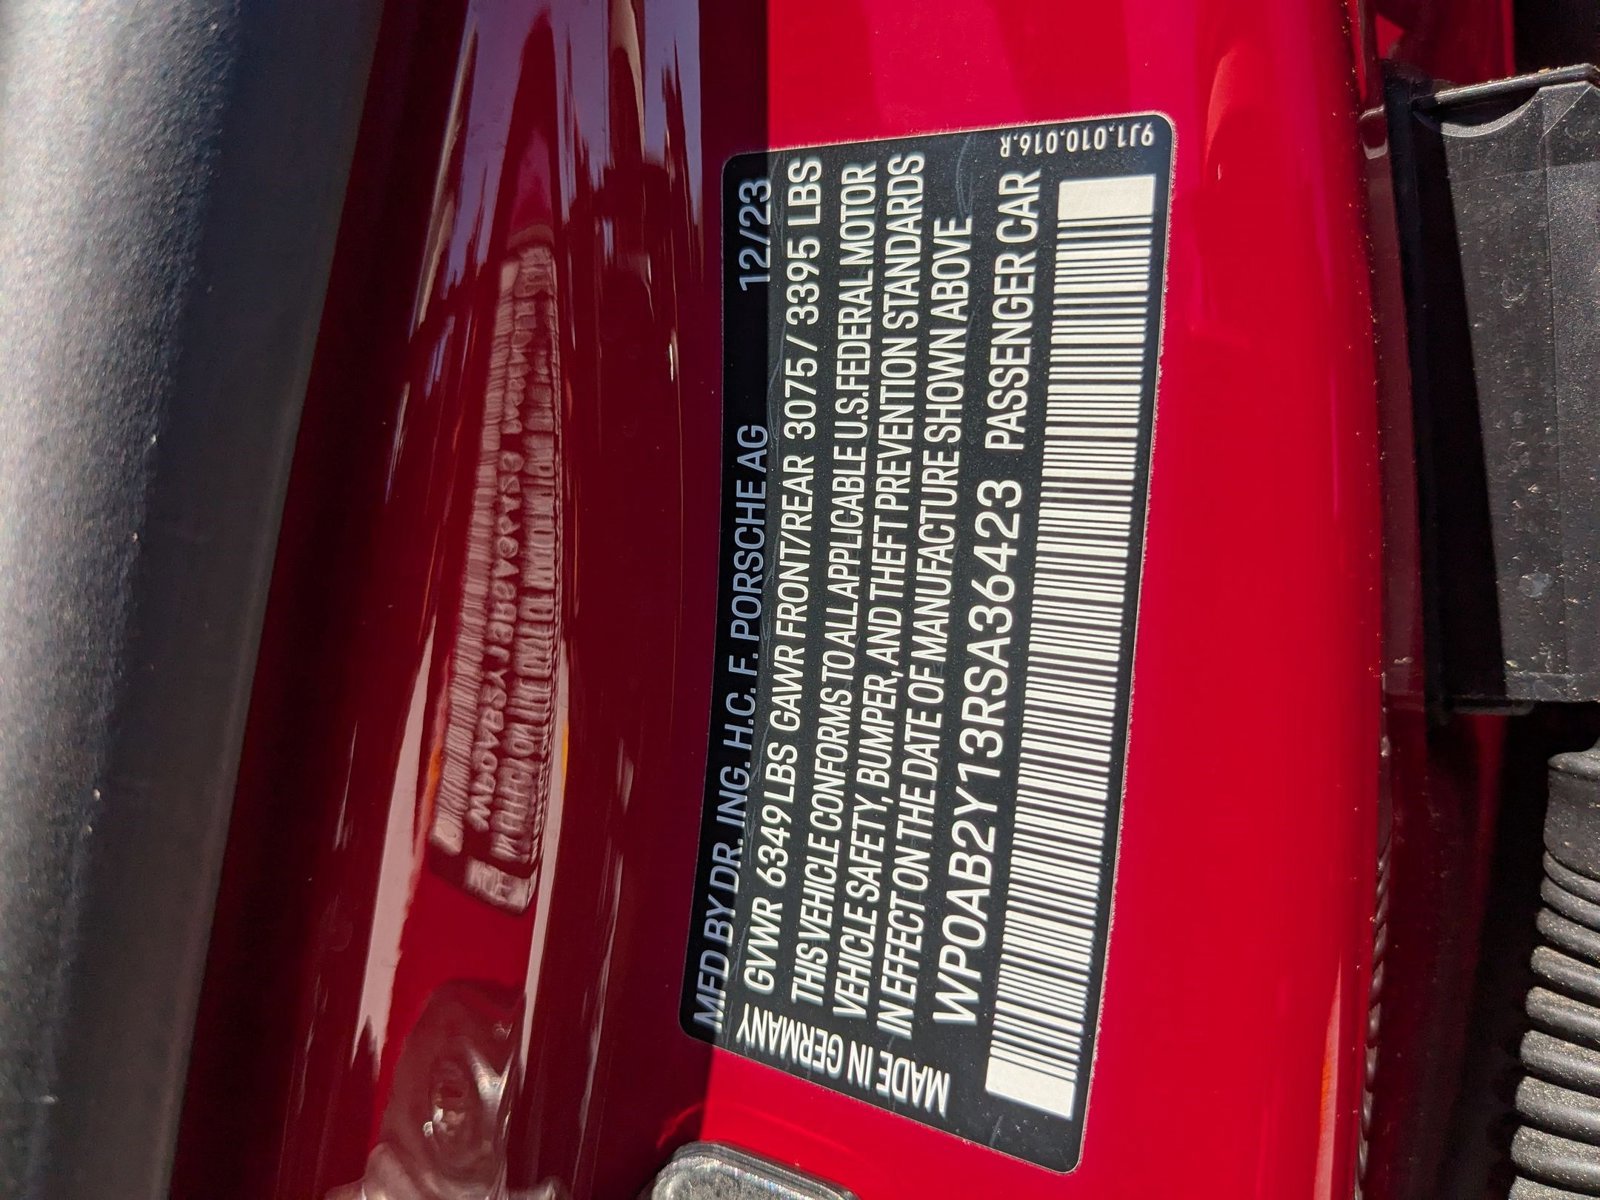 MFD BY DR. ING. H.C. F. PORSCHE AG 12/23
GVWR 6349 LBS GAWR FRONT/REAR 3075 / 3395 LBS
THIS VEHICLE CONFORMS TO ALL APPLICABLE U.S. FEDERAL MOTOR
VEHICLE SAFETY, BUMPER, AND THEFT PREVENTION STANDARDS
IN EFFECT ON THE DATE OF MANUFACTURE SHOWN ABOVE
WP0AB2Y13RSA36423 PASSENGER CAR
MADE IN GERMANY
9J1.010.016.R